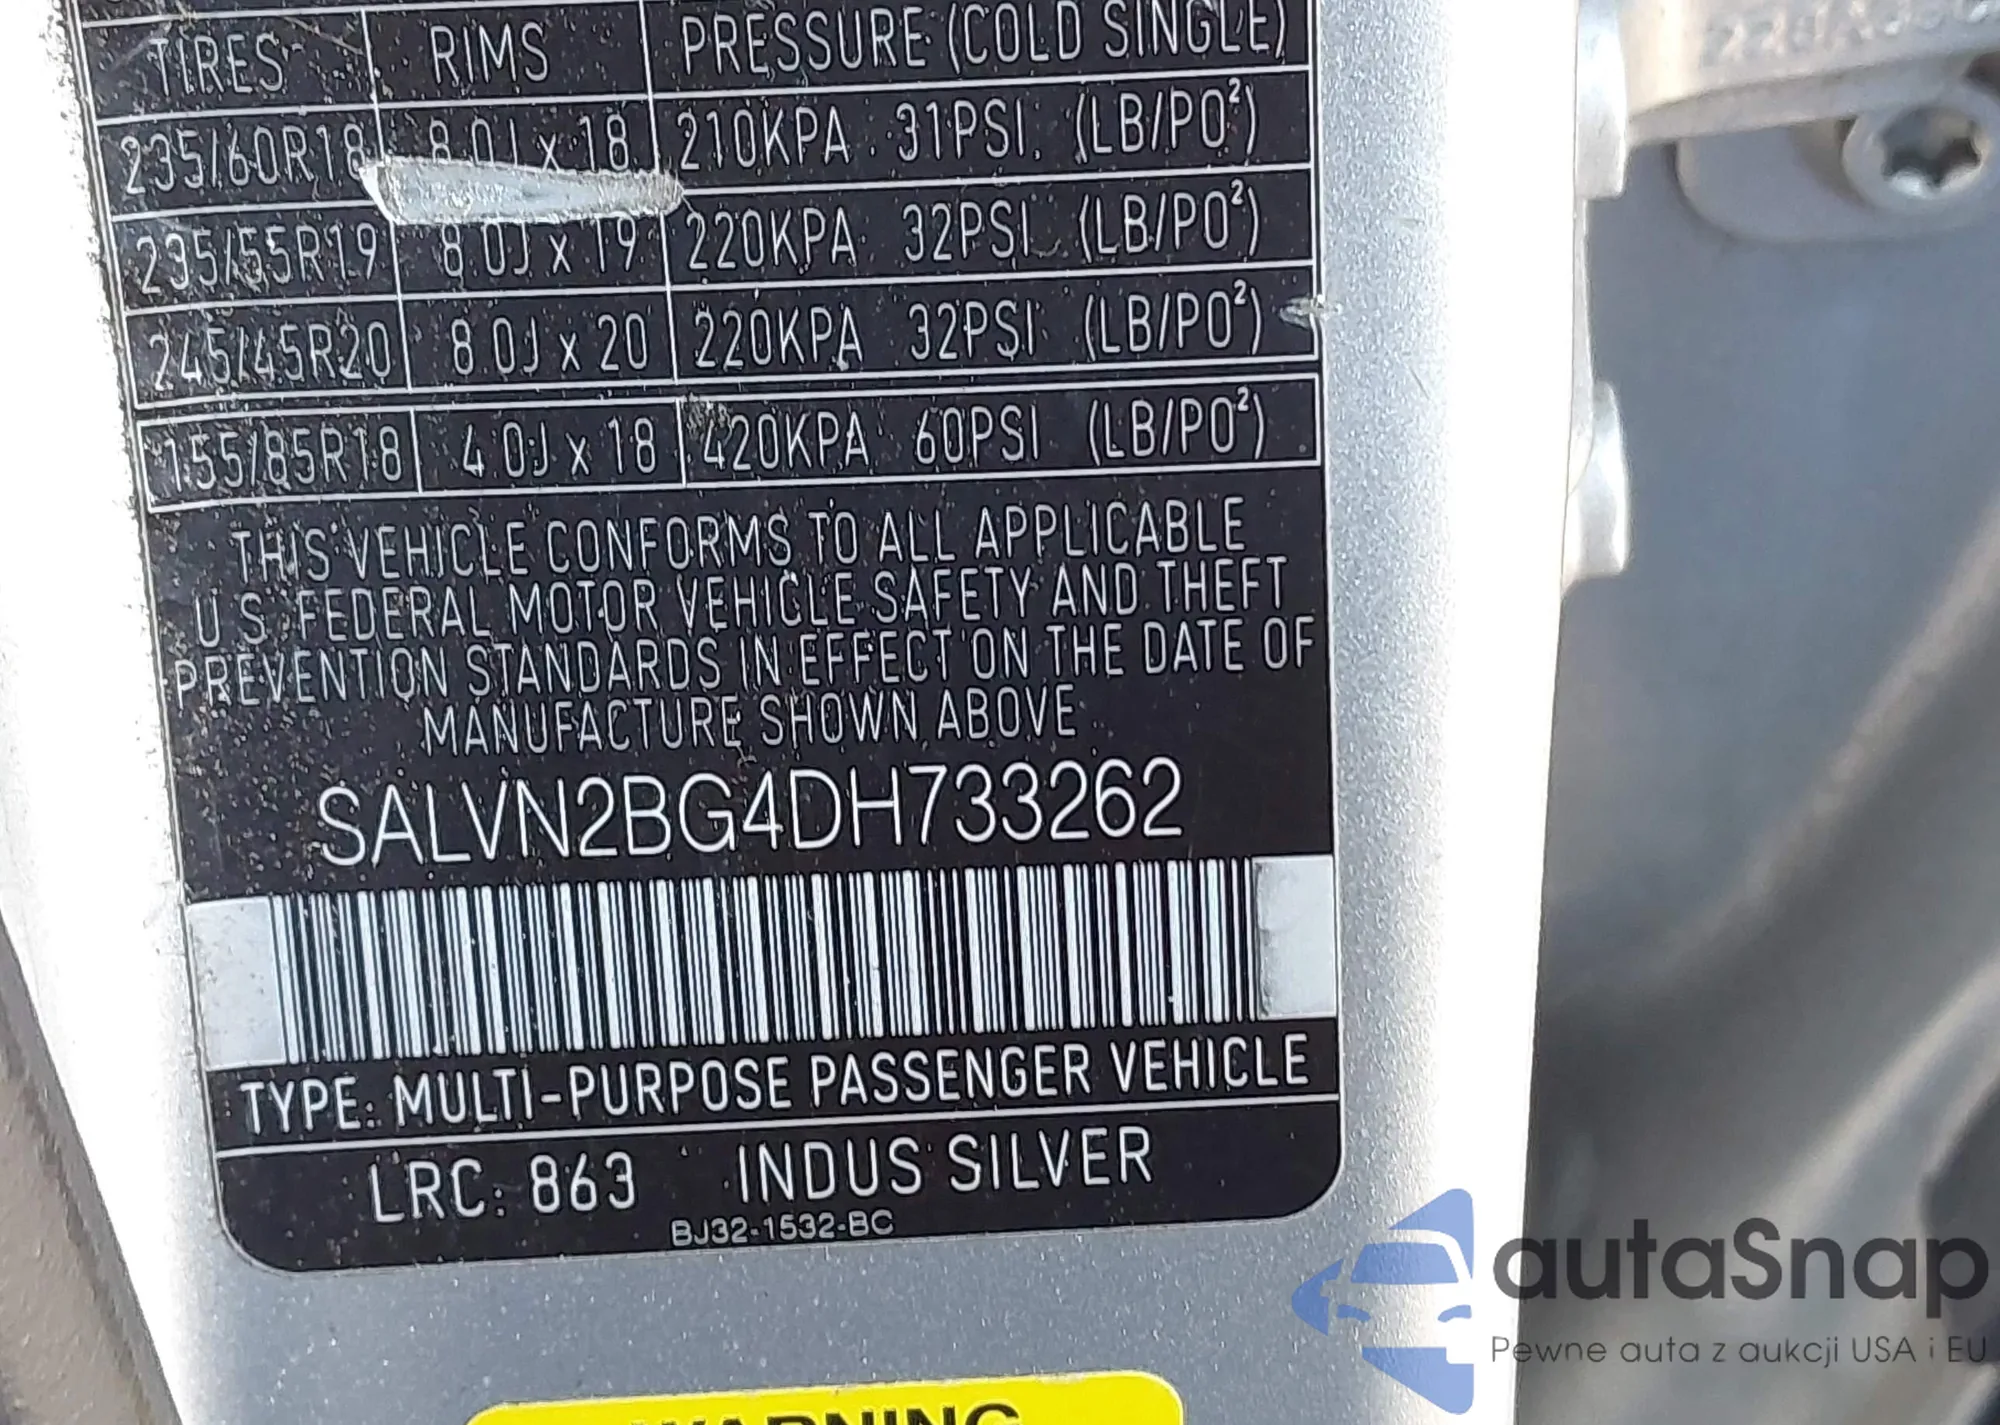 TIRES RIMS PRESSURE (COLD SINGLE)
235/60R18 8.0J x 18 210KPA 31PSI (LB/PO²)
235/55R19 8.0J x 19 220KPA 32PSI (LB/PO²)
245/45R20 8.0J x 20 220KPA 32PSI (LB/PO²)
155/85R18 4.0J x 18 420KPA 60PSI (LB/PO²)
THIS VEHICLE CONFORMS TO ALL APPLICABLE
U.S. FEDERAL MOTOR VEHICLE SAFETY AND THEFT
PREVENTION STANDARDS IN EFFECT ON THE DATE OF
MANUFACTURE SHOWN ABOVE
SALVN2BG4DH733262
TYPE: MULTI-PURPOSE PASSENGER VEHICLE
LRC: 863 INDUS SILVER
BJ32-1532-BC
WARNING
autoSnap
Pewne auta z aukcji USA i EU